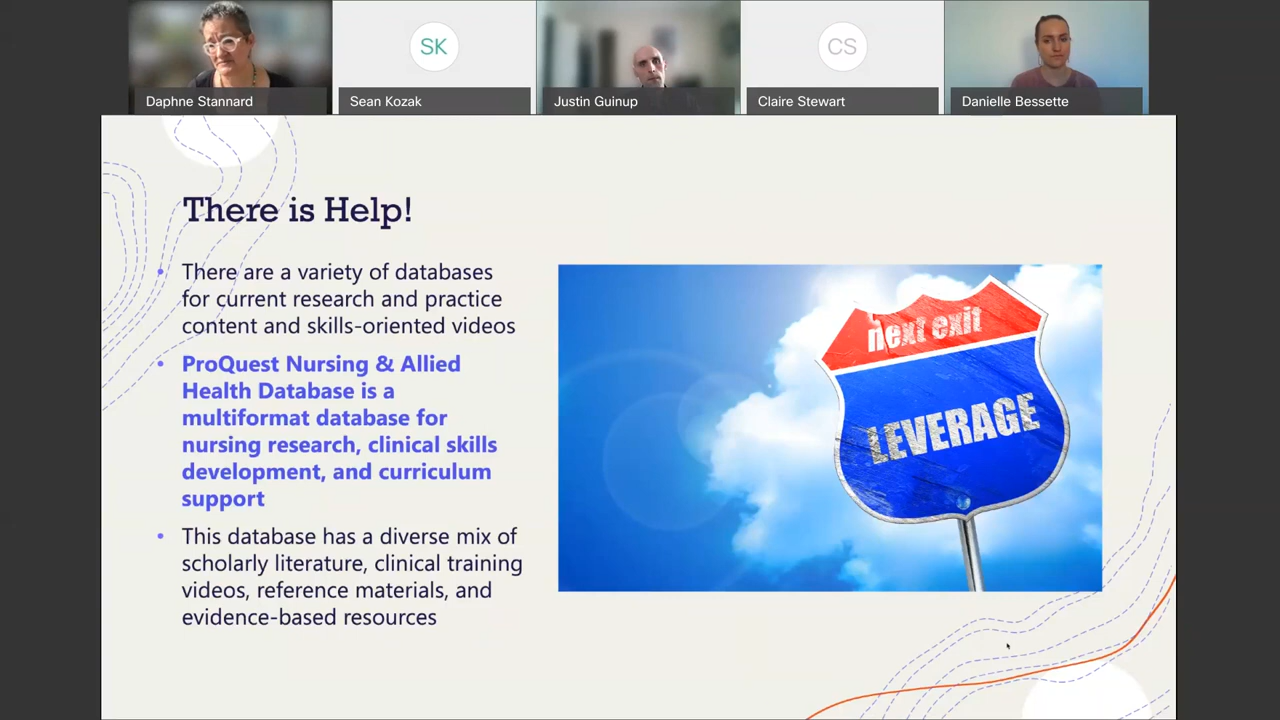 Daphne Stannard
SK
Sean Kozak
Justin Guinup
CS
Claire Stewart
Danielle Bessette
There is Help!
• There are a variety of databases
for current research and practice
content and skills-oriented videos
• ProQuest Nursing & Allied
Health Database is a
multiformat database for
nursing research, clinical skills
development, and curriculum
support
• This database has a diverse mix of
scholarly literature, clinical training
videos, reference materials, and
evidence-based resources
next exit
LEVERAGE